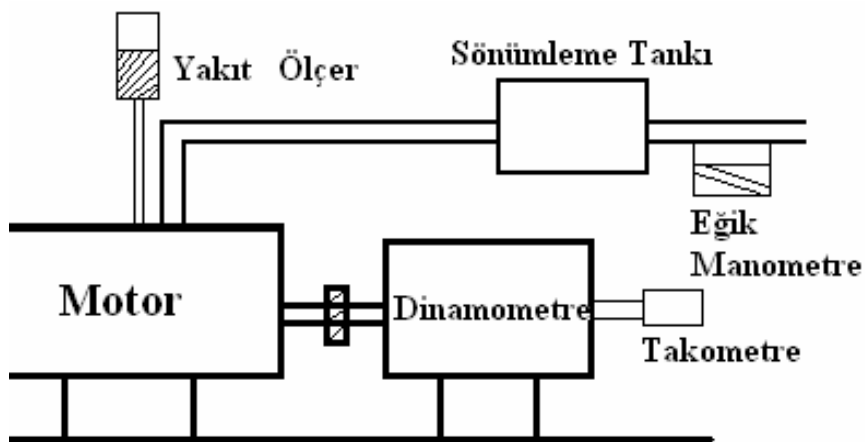 Sönümleme Tankı
Yakıt Ölçer
Eğik
Manometre
Motor
Dinamometre
Takometre